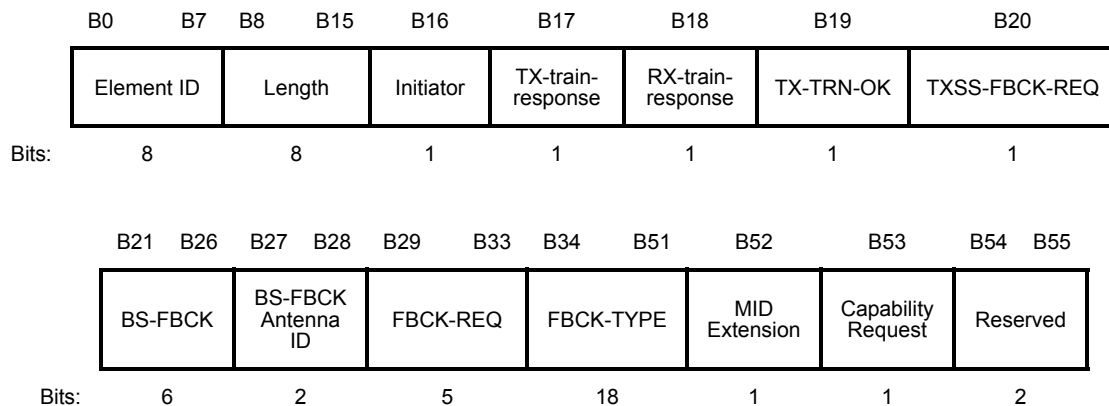 B0 B7 B8 B15 B16 B17 B18 B19 B20
Element ID Length Initiator TX-train-response RX-train-response TX-TRN-OK TXSS-FBCK-REQ
Bits: 8 8 1 1 1 1 1
B21 B26 B27 B28 B29 B33 B34 B51 B52 B53 B54 B55
BS-FBCK BS-FBCK Antenna ID FBCK-REQ FBCK-TYPE MID Extension Capability Request Reserved
Bits: 6 2 5 18 1 1 2